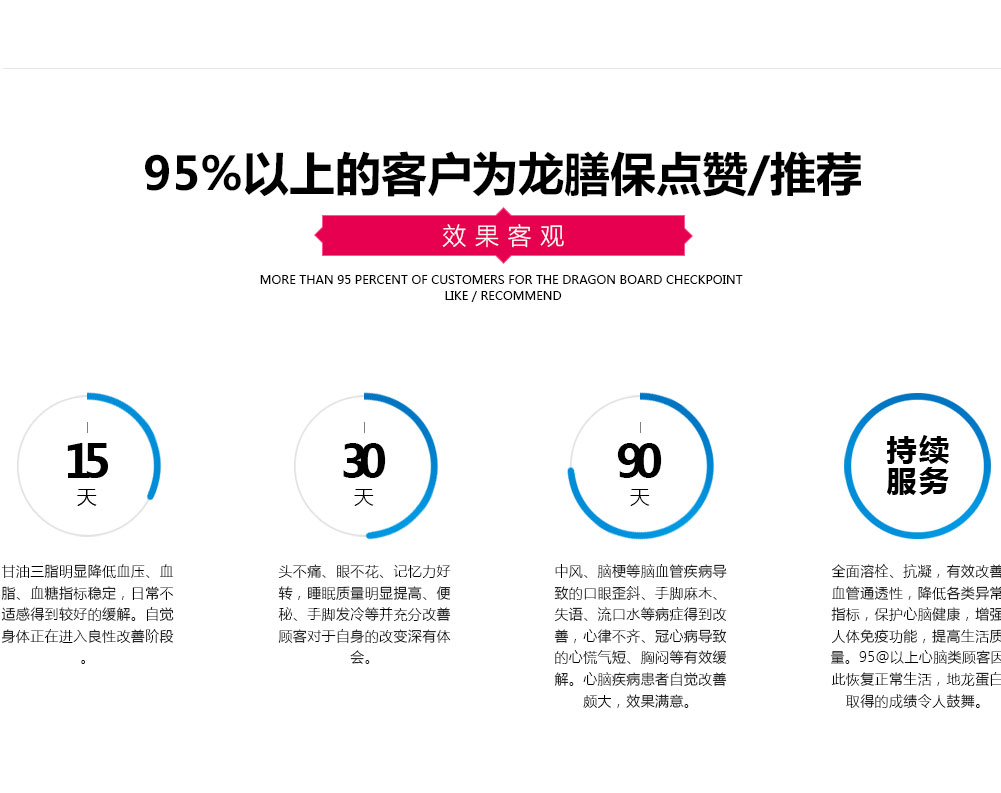 95%以上的客户为龙膳保点赞/推荐
效果客观
MORE THAN 95 PERCENT OF CUSTOMERS FOR THE DRAGON BOARD CHECKPOINT
LIKE / RECOMMEND
15
天
甘油三脂明显降低血压、血
脂、血糖指标稳定，日常不
适感得到较好的缓解。自觉
身体正在进入良性改善阶段
。
30
天
头不痛、眼不花、记忆力好
转，睡眠质量明显提高、便
秘、手脚发冷等并充分改善
顾客对于自身的改变深有体
会。
90
天
中风、脑梗等脑血管疾病导
致的口眼歪斜、手脚麻木、
失语、流口水等病症得到改
善，心律不齐、冠心病导致
的心慌气短、胸闷等有效缓
解。心脑疾病患者自觉改善
颇大，效果满意。
持续
服务
全面溶栓、抗凝，有效改善
血管通透性，降低各类异常
指标，保护心脑健康，增强
人体免疫功能，提高生活质
量。95@以上心脑类顾客因
此恢复正常生活，地龙蛋白
取得的成绩令人鼓舞。